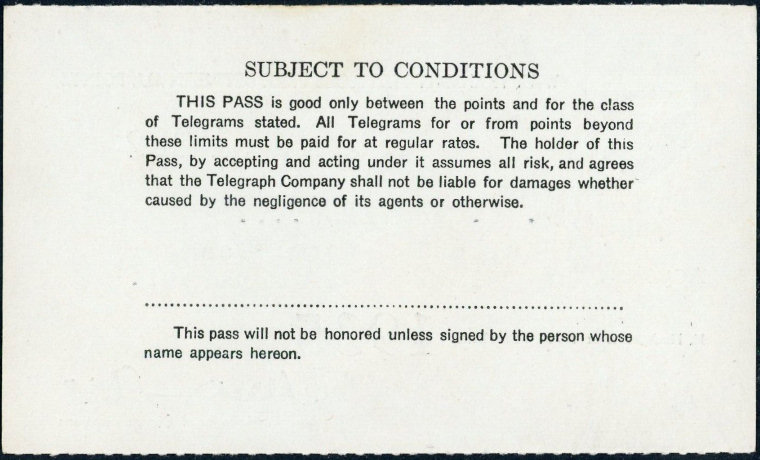 SUBJECT TO CONDITIONS
THIS PASS is good only between the points and for the class
of Telegrams stated. All Telegrams for or from points beyond
these limits must be paid for at regular rates. The holder of this
Pass, by accepting and acting under it assumes all risk, and agrees
that the Telegraph Company shall not be liable for damages whether
caused by the negligence of its agents or otherwise.
This pass will not be honored unless signed by the person whose
name appears hereon.